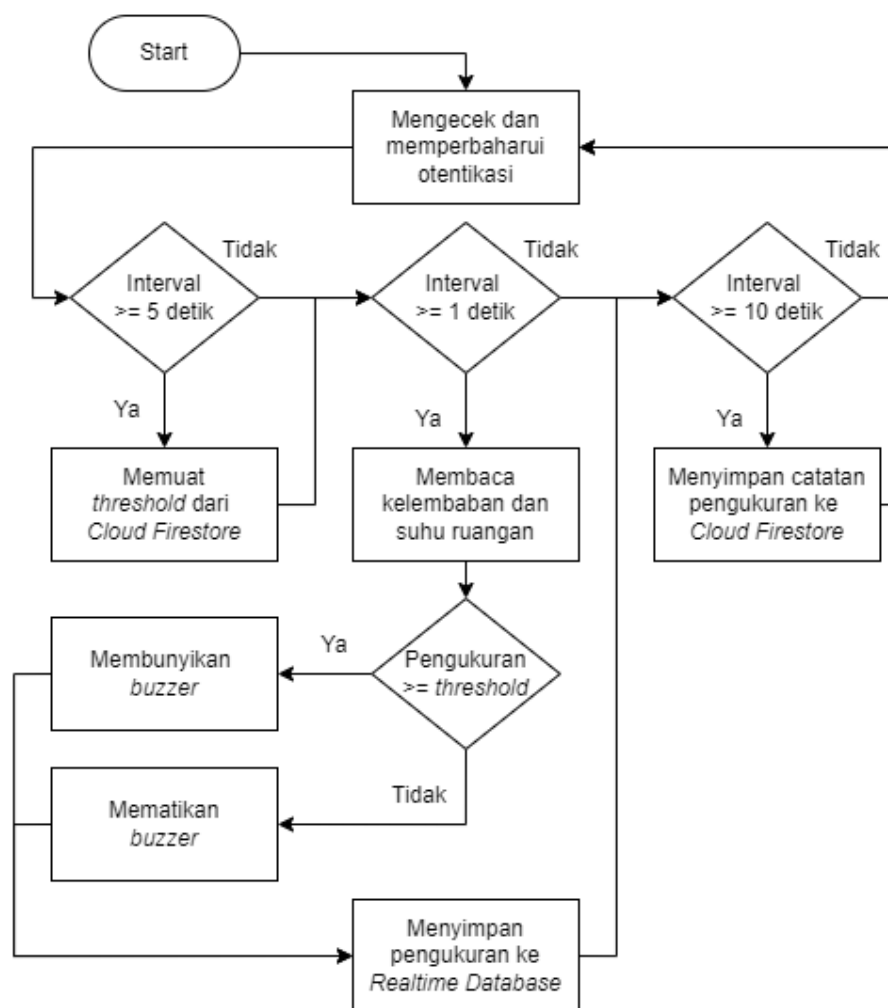 Start
Mengecek dan
memperbaharui
otentikasi
Interval
>= 5 detik
Tidak
Interval
>= 1 detik
Tidak
Interval
>= 10 detik
Tidak
Ya
Ya
Ya
Memuat
threshold dari
Cloud Firestore
Membaca
kelembaban dan
suhu ruangan
Menyimpan catatan
pengukuran ke
Cloud Firestore
Pengukuran
>= threshold
Ya
Membunyikan
buzzer
Tidak
Mematikan
buzzer
Menyimpan
pengukuran ke
Realtime Database